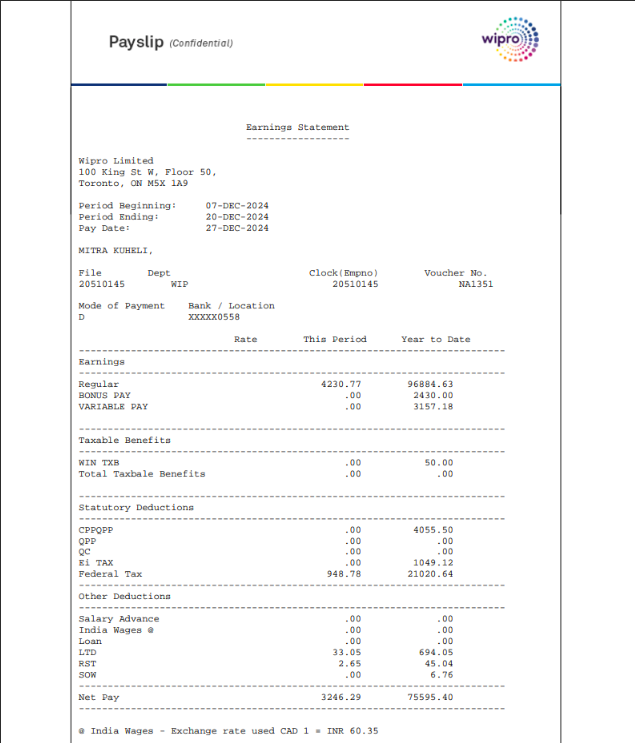 Payslip (Confidential)
wipro
Earnings Statement
------------------
Wipro Limited
100 King St W, Floor 50,
Toronto, ON M5X 1A9
Period Beginning: 07-DEC-2024
Period Ending: 20-DEC-2024
Pay Date: 27-DEC-2024
MITRA KUHELI,
File Dept Clock(Empno) Voucher No.
20510145 WIP 20510145 NA1351
Mode of Payment Bank / Location
D XXXXX0558
Rate This Period Year to Date
Earnings
Regular 4230.77 96884.63
BONUS PAY .00 2430.00
VARIABLE PAY .00 3157.18
Taxable Benefits
WIN TXB .00 50.00
Total Taxbale Benefits .00 .00
Statutory Deductions
CPPQPP .00 4055.50
QPP .00 .00
QC .00 .00
Ei TAX .00 1049.12
Federal Tax 948.78 21020.64
Other Deductions
Salary Advance .00 .00
India Wages @ .00 .00
Loan .00 .00
LTD 33.05 694.05
RST 2.65 45.04
SOW .00 6.76
Net Pay 3246.29 75595.40
@ India Wages - Exchange rate used CAD 1 = INR 60.35